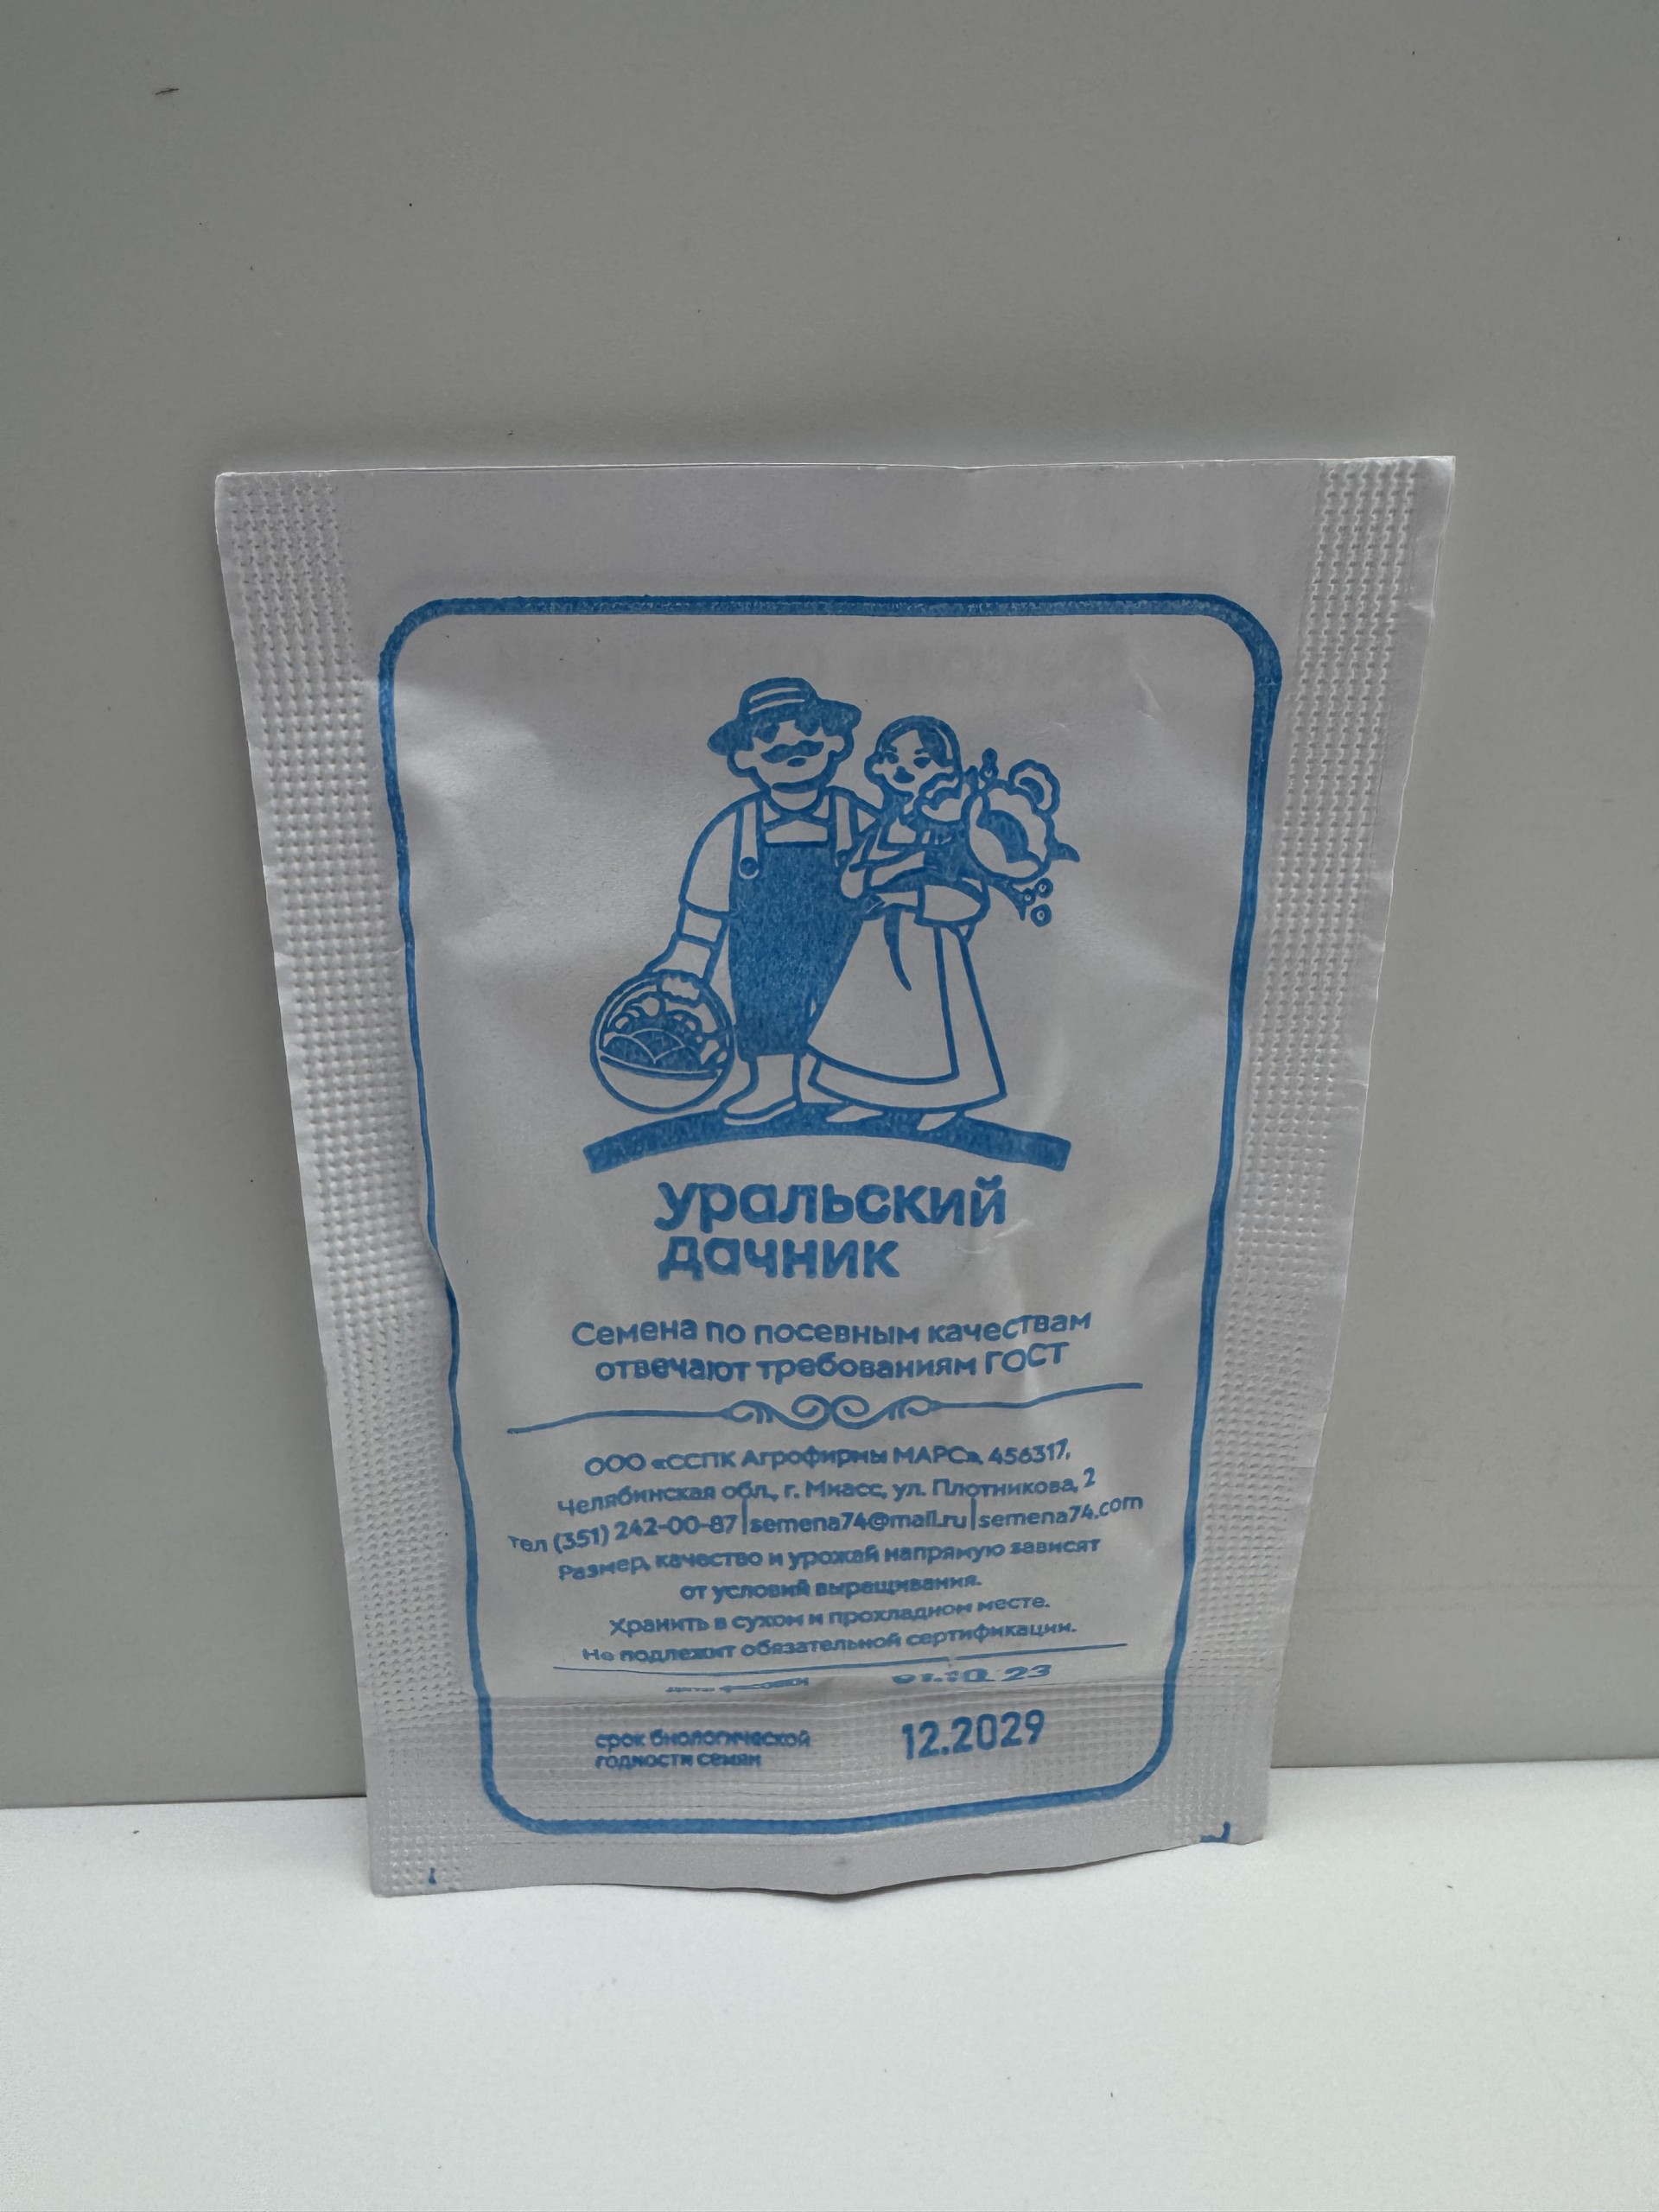 уральский
дачник
Семена по посевным качествам
отвечают требованиям ГОСТ
ООО «ССПК Агрофирмы МАРС», 456317,
Челябинская обл., г. Миасс, ул. Плотникова, 2
тел (351) 242-00-87|semena74@mail.ru|semena74.com
Размер, качество и урожай напрямую зависят
от условий выращивания.
Хранить в сухом и прохладном месте.
Не подлежит обязательной сертификации.
дата фасовки
срок биологической
годности семян
12.2029